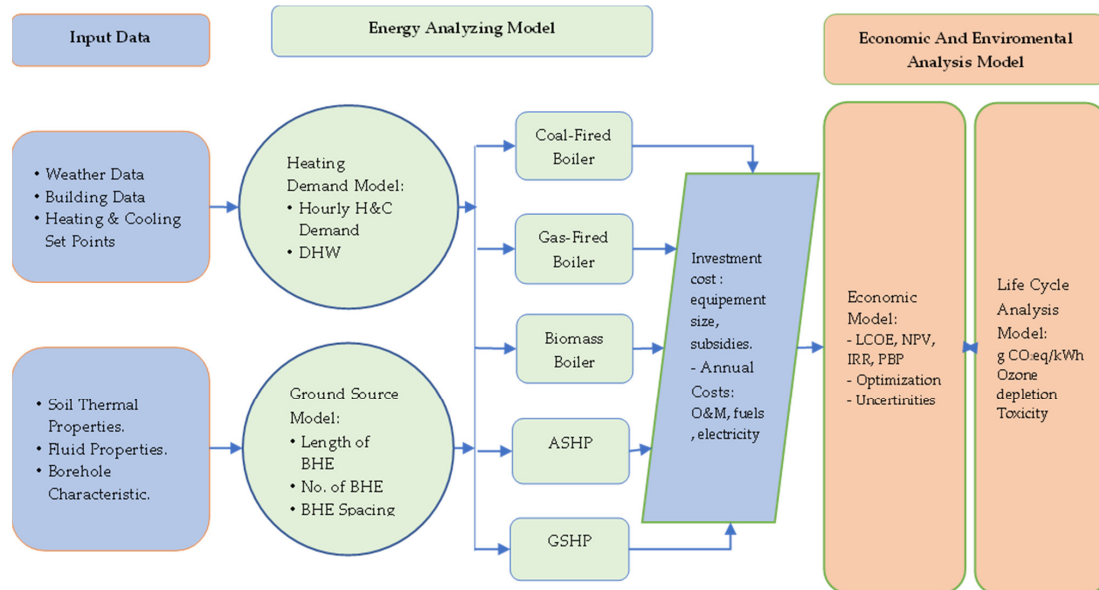 Input Data
Energy Analyzing Model
Economic And Enviromental
Analysis Model
• Weather Data
• Building Data
• Heating & Cooling
Set Points
Heating
Demand Model:
• Hourly H&C
Demand
• DHW
Coal-Fired
Boiler
Gas-Fired
Boiler
Biomass
Boiler
ASHP
GSHP
• Soil Thermal
Properties.
• Fluid Properties.
• Borehole
Characteristic.
Ground Source
Model:
• Length of
BHE
• No. of BHE
• BHE Spacing
Investment
cost :
equipement
size,
subsidies.
- Annual
Costs:
O&M, fuels
, electricity
Economic
Model:
- LCOE, NPV,
IRR, PBP
- Optimization
- Uncertinities
Life Cycle
Analysis
Model:
g CO₂eq/kWh
Ozone
depletion
Toxicity